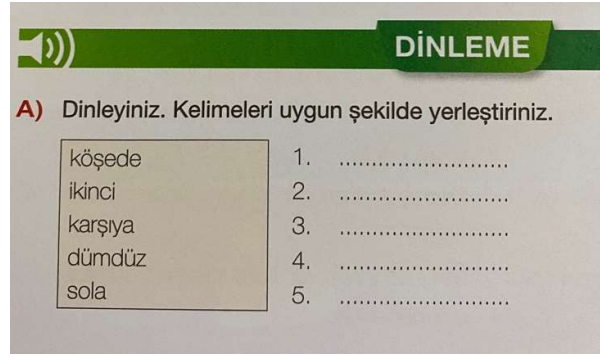 DİNLEME
A) Dinleyiniz. Kelimeleri uygun şekilde yerleştiriniz.
köşede
ikinci
karşıya
dümdüz
sola
1. ..........................
2. ..........................
3. ..........................
4. ..........................
5. ..........................